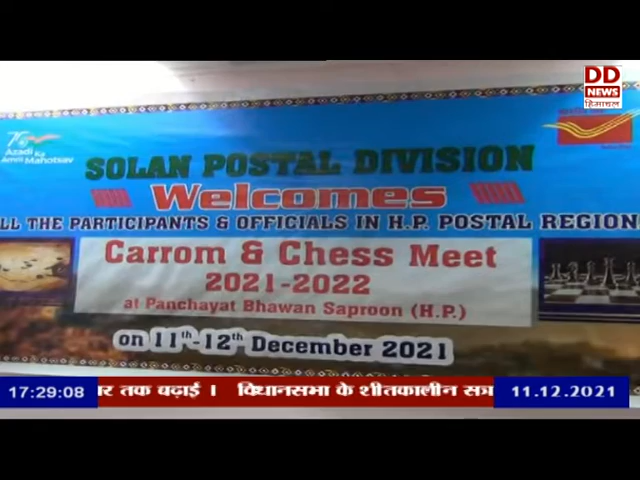 DD
NEWS
हिमाचल
Azadi Ka
Amrit Mahotsav
SOLAN POSTAL DIVISION
Welcomes
THE PARTICIPANTS & OFFICIALS IN H.P. POSTAL REGION
Carrom & Chess Meet
2021-2022
at Panchayat Bhawan Saproon (H.P.)
on 11th-12th December 2021
17:29:08 तक बढ़ाई । विधानसभा के शीतकालीन सत्र 11.12.2021